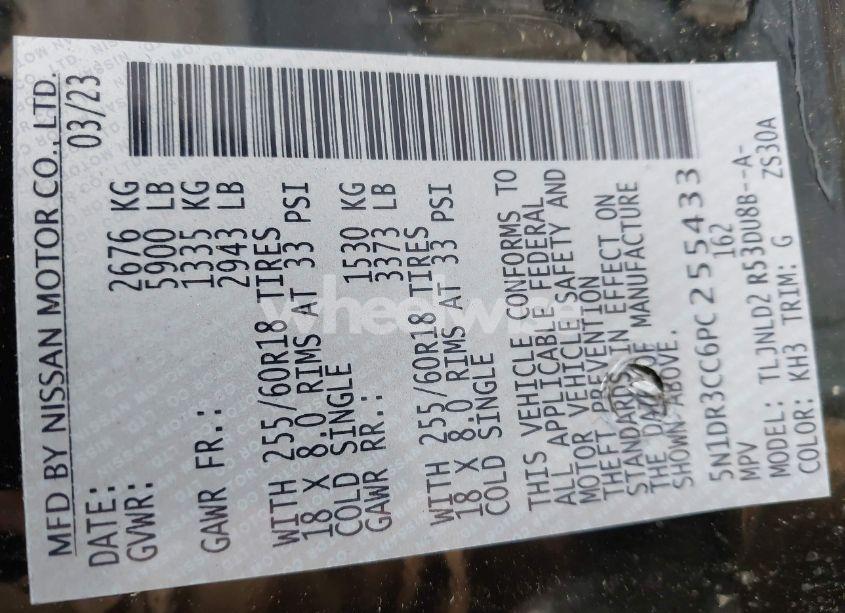 MFD BY NISSAN MOTOR CO., LTD.
DATE: 03/23
GVWR: 2676 KG
5900 LB
GAWR FR.: 1335 KG
2943 LB
WITH 255/60R18 TIRES
18 X 8.0 RIMS AT 33 PSI
COLD SINGLE
GAWR RR.: 1530 KG
3373 LB
WITH 255/60R18 TIRES
18 X 8.0 RIMS AT 33 PSI
COLD SINGLE
THIS VEHICLE CONFORMS TO
ALL APPLICABLE FEDERAL
MOTOR VEHICLE SAFETY AND
THEFT PREVENTION
STANDARDS IN EFFECT ON
THE DATE OF MANUFACTURE
SHOWN ABOVE.
5N1DR3CC6PC255433
MPV 162
MODEL: TLJNLD2 R53DU8B--A-
COLOR: KH3 TRIM: G ZS30A
wheelwise